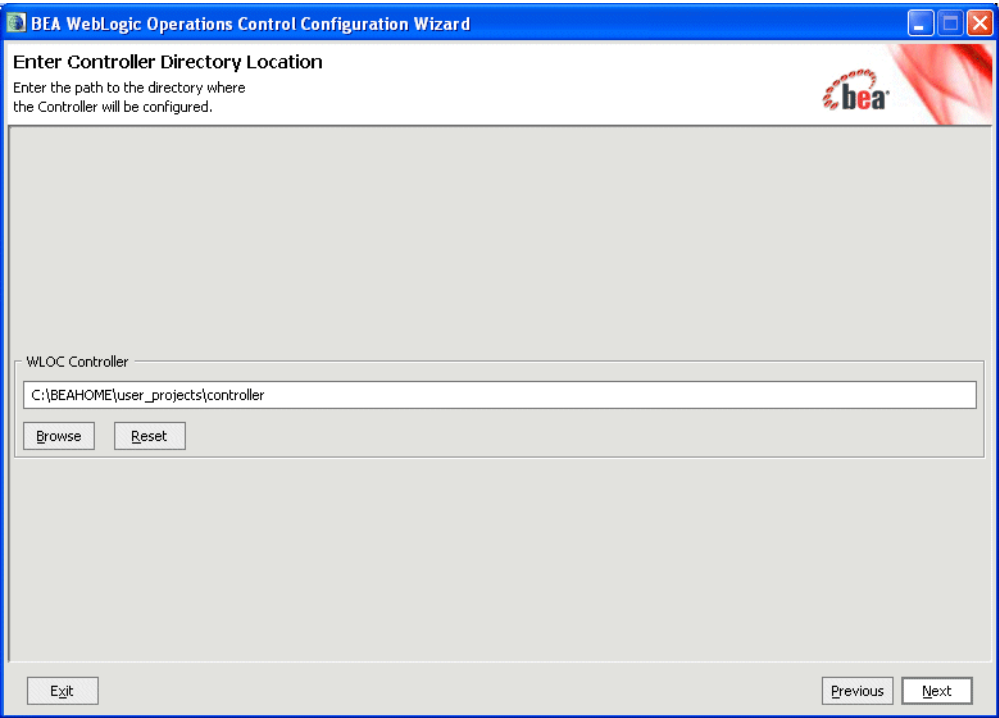 BEA WebLogic Operations Control Configuration Wizard
Enter Controller Directory Location
Enter the path to the directory where
the Controller will be configured.
bea
WLOC Controller
C:\BEAHOME\user_projects\controller
Browse Reset
Exit Previous Next